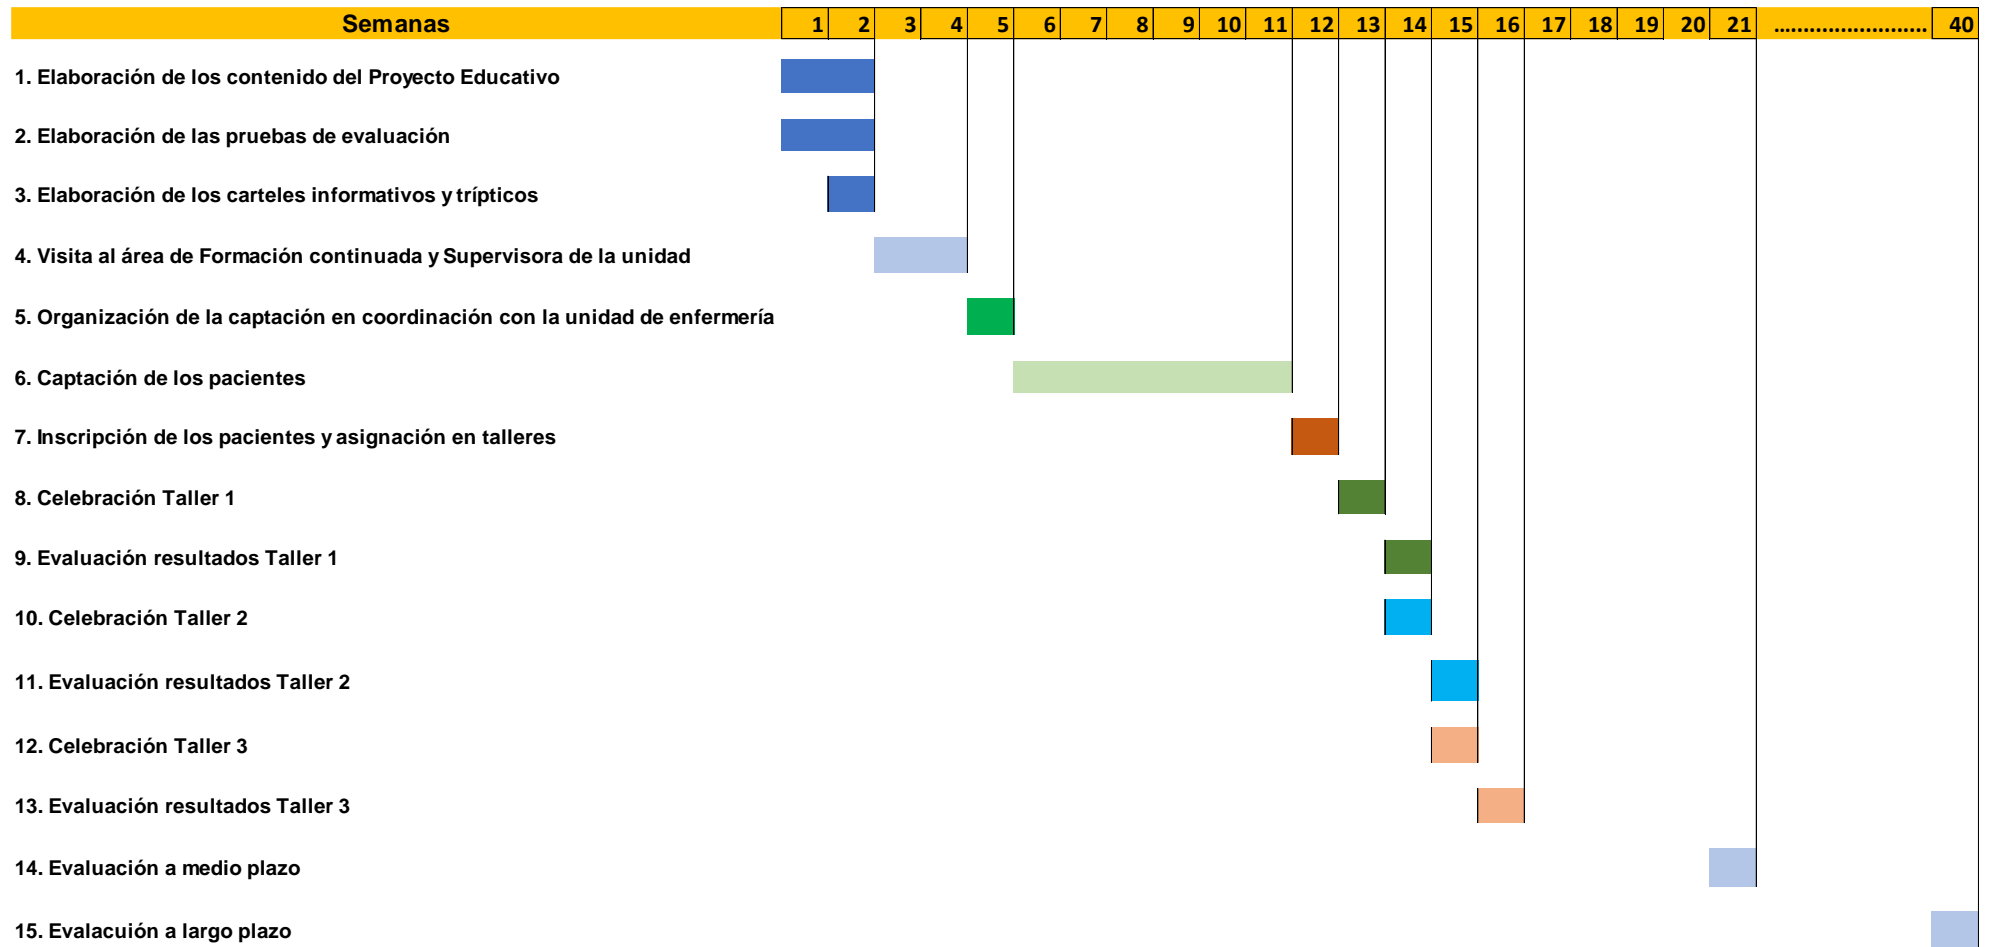 Semanas 1 2 3 4 5 6 7 8 9 10 11 12 13 14 15 16 17 18 19 20 21 .......................... 40
1. Elaboración de los contenido del Proyecto Educativo
2. Elaboración de las pruebas de evaluación
3. Elaboración de los carteles informativos y trípticos
4. Visita al área de Formación continuada y Supervisora de la unidad
5. Organización de la captación en coordinación con la unidad de enfermería
6. Captación de los pacientes
7. Inscripción de los pacientes y asignación en talleres
8. Celebración Taller 1
9. Evaluación resultados Taller 1
10. Celebración Taller 2
11. Evaluación resultados Taller 2
12. Celebración Taller 3
13. Evaluación resultados Taller 3
14. Evaluación a medio plazo
15. Evalacuión a largo plazo